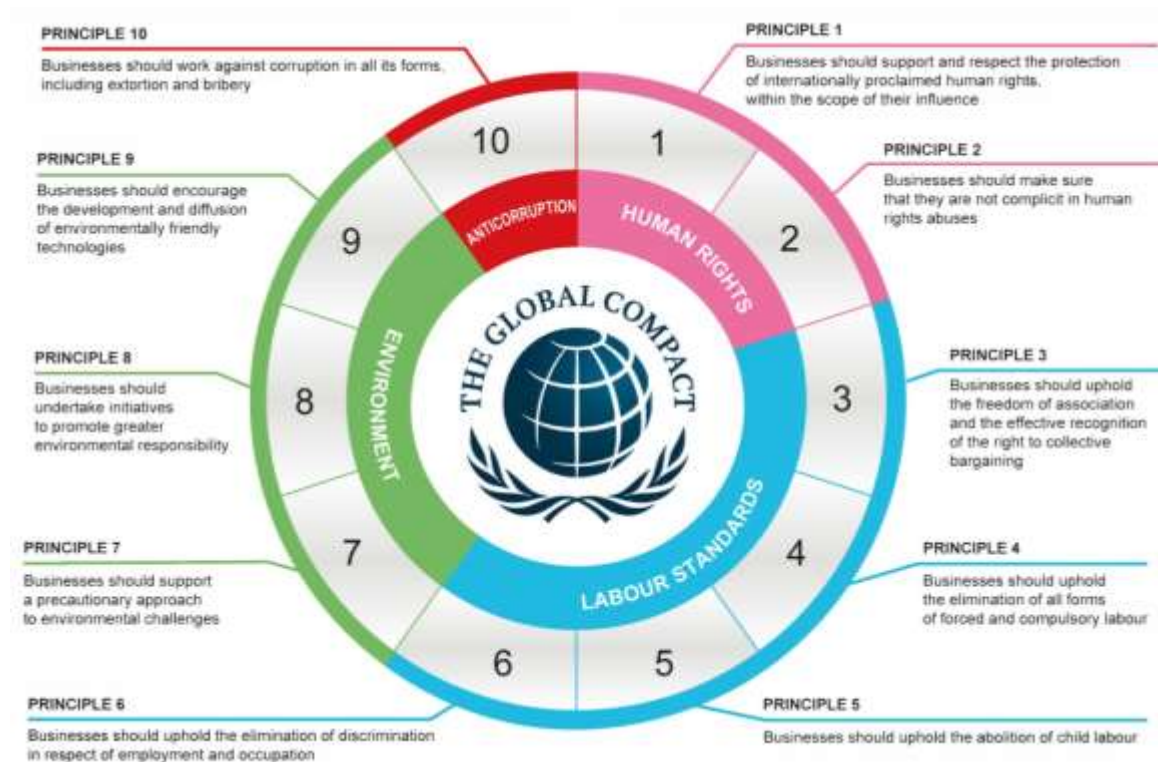 PRINCIPLE 10
Businesses should work against corruption in all its forms,
including extortion and bribery
PRINCIPLE 1
Businesses should support and respect the protection
of internationally proclaimed human rights,
within the scope of their influence
PRINCIPLE 2
Businesses should make sure
that they are not complicit in human
rights abuses
PRINCIPLE 3
Businesses should uphold
the freedom of association
and the effective recognition
of the right to collective
bargaining
PRINCIPLE 4
Businesses should uphold
the elimination of all forms
of forced and compulsory labour
PRINCIPLE 5
Businesses should uphold the abolition of child labour
PRINCIPLE 6
Businesses should uphold the elimination of discrimination
in respect of employment and occupation
PRINCIPLE 7
Businesses should support
a precautionary approach
to environmental challenges
PRINCIPLE 8
Businesses should
undertake initiatives
to promote greater
environmental responsibility
PRINCIPLE 9
Businesses should encourage
the development and diffusion
of environmentally friendly
technologies
10
1
2
3
4
5
6
7
8
9
ANTICORRUPTION
HUMAN RIGHTS
LABOUR STANDARDS
ENVIRONMENT
THE GLOBAL COMPACT